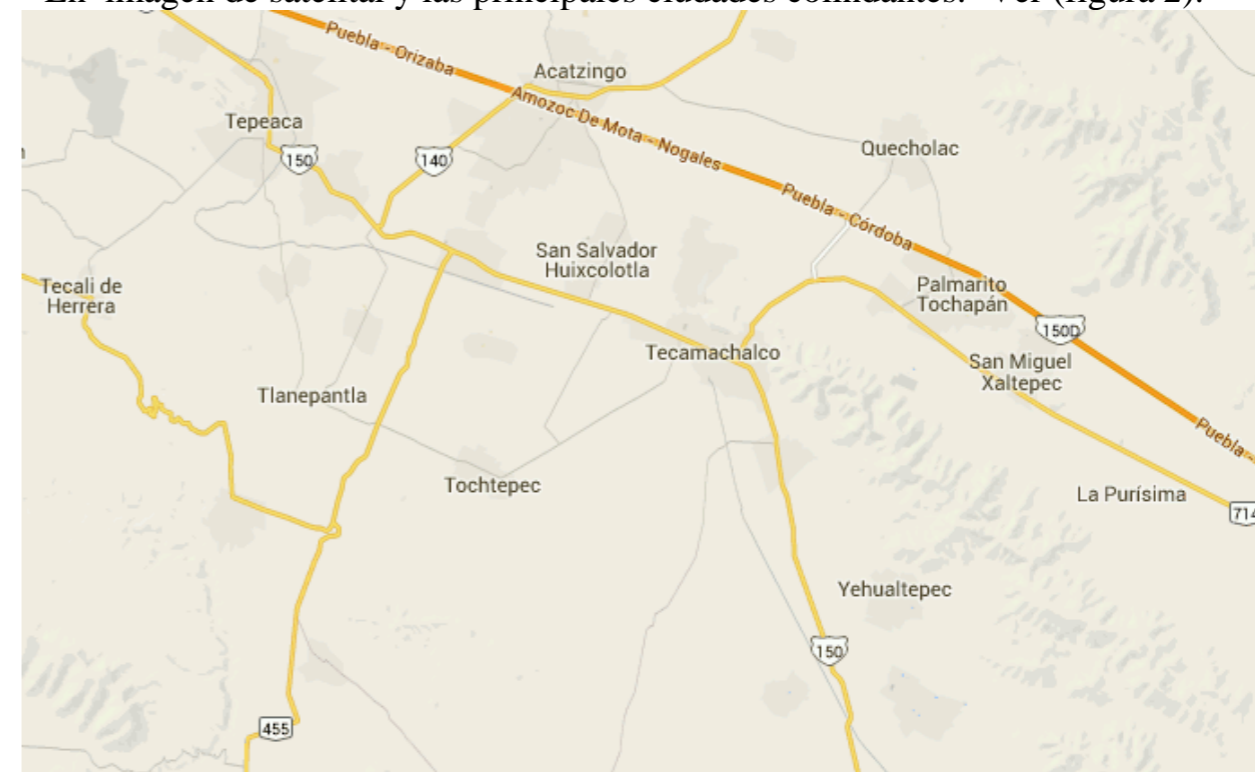 En imagen de satelital y las principales ciudades colindantes. Ver (figura 2).
Puebla - Orizaba
Acatzingo
Amozoc De Mota - Nogales
Tepeaca
150
140
Quecholac
Puebla - Córdoba
San Salvador
Huixcolotla
Tecali de
Herrera
Palmarito
Tochapán
150D
Tecamachalco
San Miguel
Xaltepec
Tlanepantla
Puebla -
Tochtepec
La Purísima
714
Yehualtepec
150
455